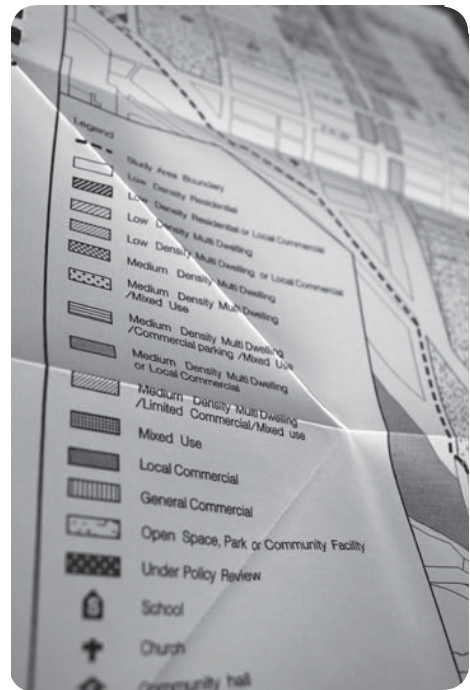 Legend
Study Area Boundary
Low Density Residential
Low Density Residential or Local Commercial
Low Density Multi Dwelling
Low Density Multi Dwelling or Local Commercial
Medium Density Multi Dwelling
Medium Density Multi Dwelling
/Mixed Use
Medium Density Multi Dwelling
/Commercial parking /Mixed Use
Medium Density Multi Dwelling
or Local Commercial
Medium Density Multi Dwelling
/Limited Commercial/Mixed use
Mixed Use
Local Commercial
General Commercial
Open Space, Park or Community Facility
Under Policy Review
S
School
Church
Community hall